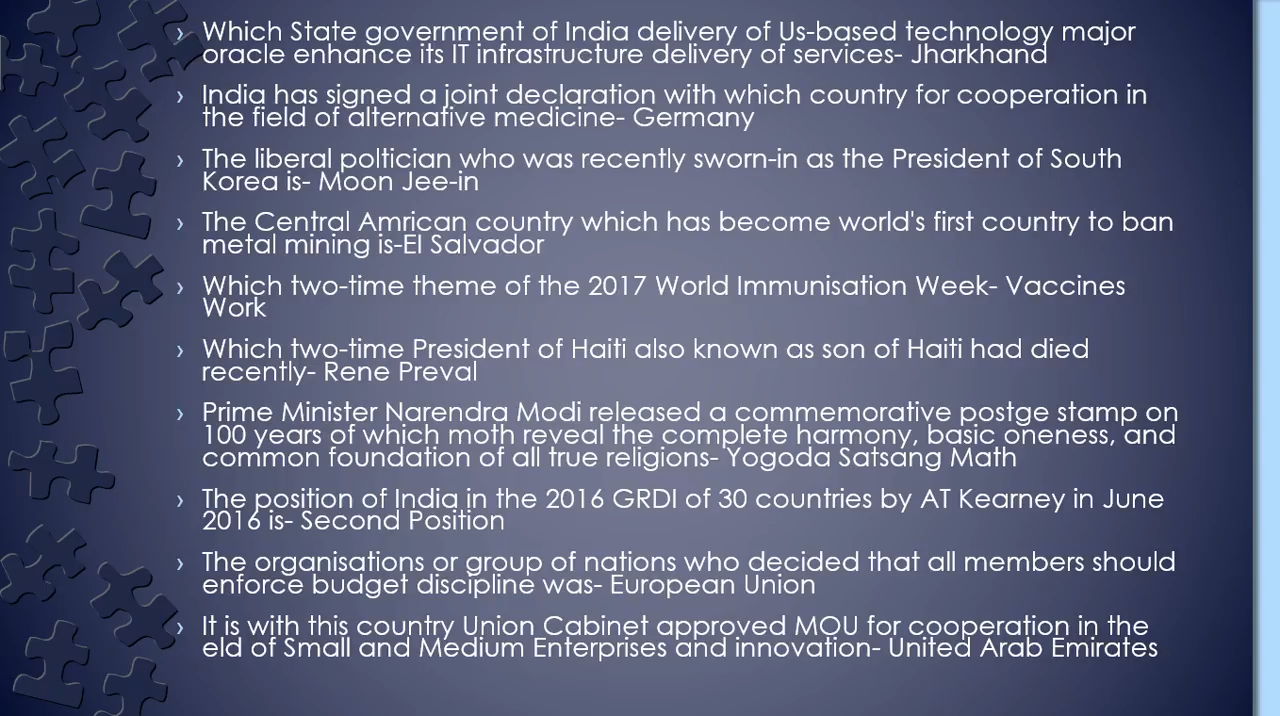 › Which State government of India delivery of Us-based technology major
oracle enhance its IT infrastructure delivery of services- Jharkhand
› India has signed a joint declaration with which country for cooperation in
the field of alternative medicine- Germany
› The liberal poltician who was recently sworn-in as the President of South
Korea is- Moon Jee-in
› The Central Amrican country which has become world's first country to ban
metal mining is-El Salvador
› Which two-time theme of the 2017 World Immunisation Week- Vaccines
Work
› Which two-time President of Haiti also known as son of Haiti had died
recently- Rene Preval
› Prime Minister Narendra Modi released a commemorative postge stamp on
100 years of which moth reveal the complete harmony, basic oneness, and
common foundation of all true religions- Yogoda Satsang Math
› The position of India in the 2016 GRDI of 30 countries by AT Kearney in June
2016 is- Second Position
› The organisations or group of nations who decided that all members should
enforce budget discipline was- European Union
› It is with this country Union Cabinet approved MOU for cooperation in the
eld of Small and Medium Enterprises and innovation- United Arab Emirates